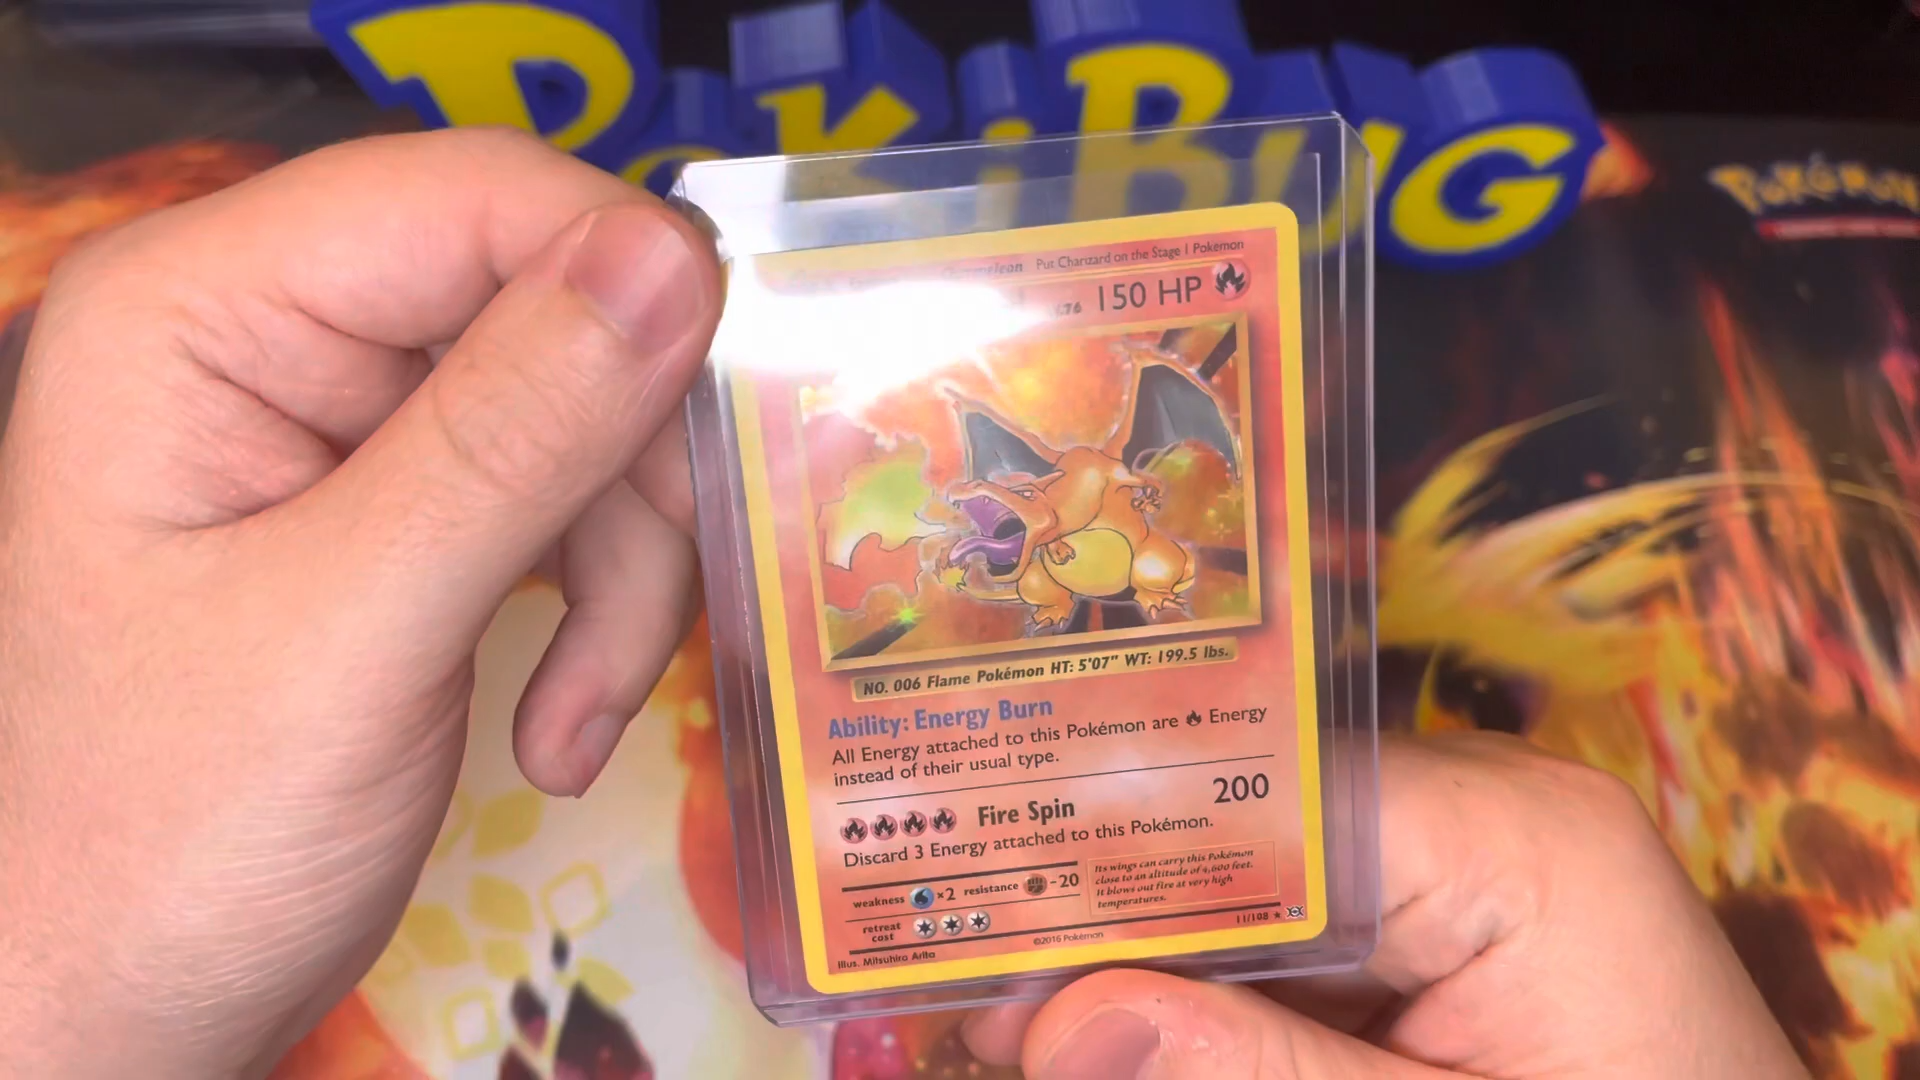 PoKiBUG
POKÉMON
Charmeleon Put Charizard on the Stage 1 Pokemon
150 HP
NO. 006 Flame Pokémon HT: 5'07" WT: 199.5 lbs.
Ability: Energy Burn
All Energy attached to this Pokémon are Energy
instead of their usual type.
Fire Spin 200
Discard 3 Energy attached to this Pokémon.
weakness ×2 resistance -20
retreat
cost
Its wings can carry this Pokémon
close to an altitude of 4,600 feet.
It blows out fire at very high
temperatures.
11/108 ★
©2016 Pokémon
Illus. Mitsuhiro Arita